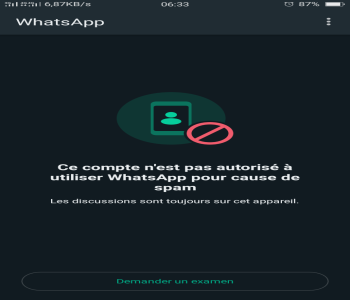 6,87KB/s 06:33 87%
WhatsApp
Ce compte n'est pas autorisé à
utiliser WhatsApp pour cause de
spam
Les discussions sont toujours sur cet appareil.
Demander un examen